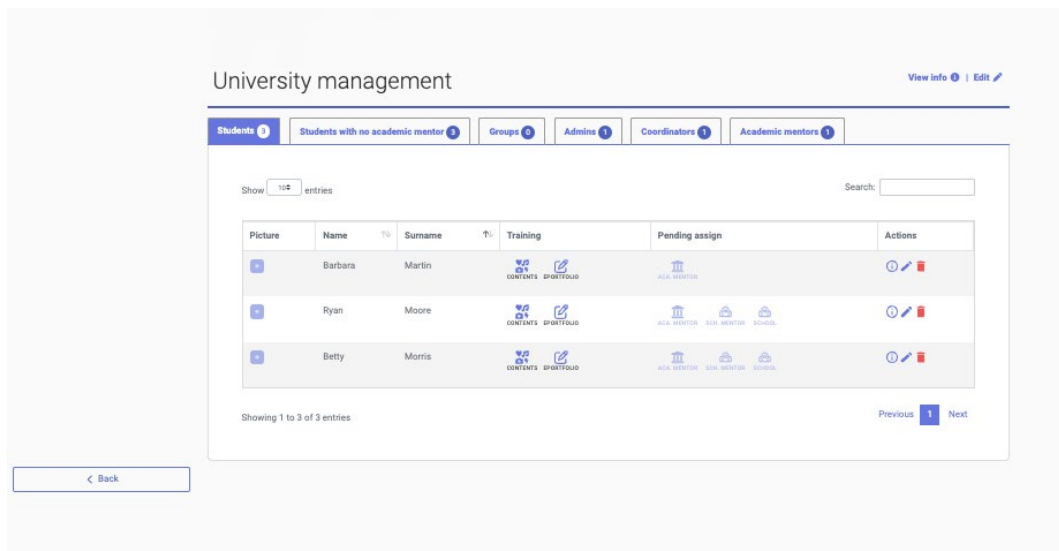 University management
View info | Edit
Students 3
Students with no academic mentor 3
Groups 0
Admins 1
Coordinators 1
Academic mentors 1
Show 10 entries
Search:
Picture Name Surname Training Pending assign Actions
Barbara Martin
CONTENTS EPORTFOLIO
ACA. MENTOR
Ryan Moore
CONTENTS EPORTFOLIO
ACA. MENTOR SCH. MENTOR SCHOOL
Betty Morris
CONTENTS EPORTFOLIO
ACA. MENTOR SCH. MENTOR SCHOOL
Showing 1 to 3 of 3 entries
Previous 1 Next
Back